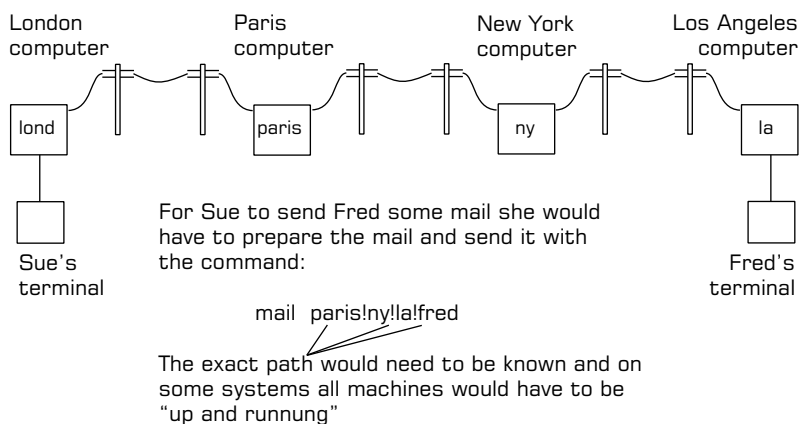 London computer
Paris computer
New York computer
Los Angeles computer
lond
paris
ny
la
Sue's terminal
Fred's terminal
For Sue to send Fred some mail she would
have to prepare the mail and send it with
the command:
mail paris!ny!la!fred
The exact path would need to be known and on
some systems all machines would have to be
“up and runnung”